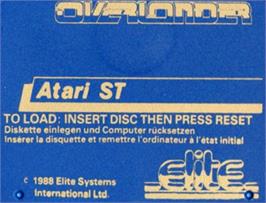 OVERLANDER
Atari ST
TO LOAD: INSERT DISC THEN PRESS RESET
Diskette einlegen und Computer rücksetzen
Insérer la disquette et remettre l'ordinateur à l'état initial
elite
© 1988 Elite Systems
International Ltd.